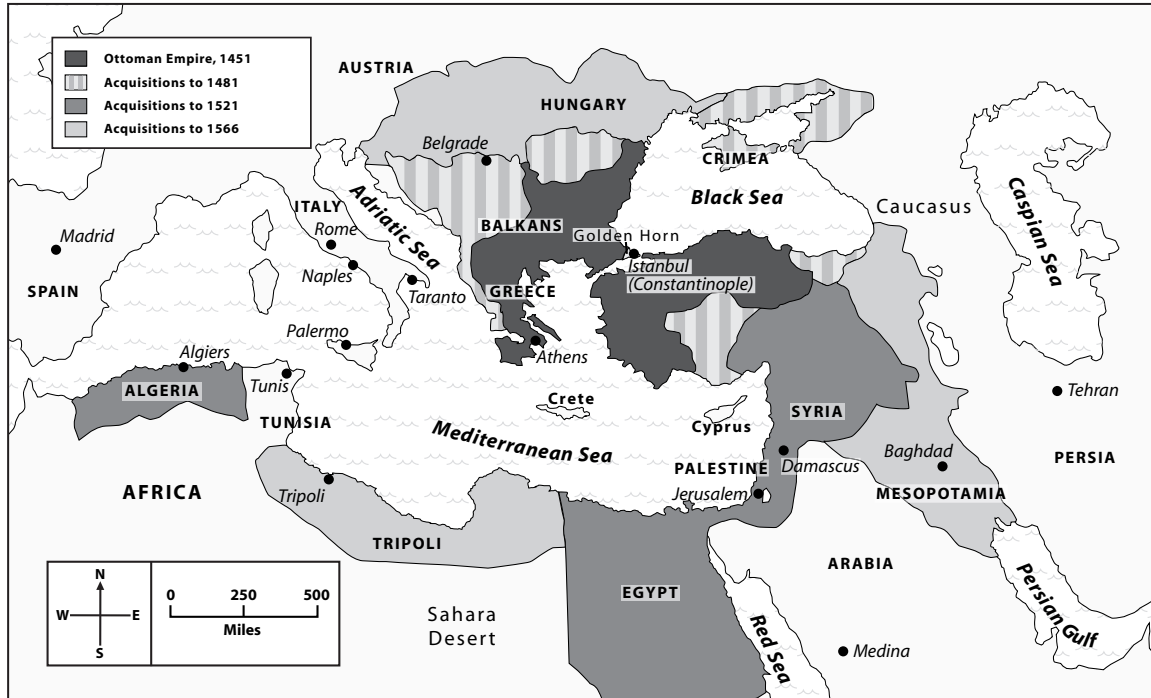 Ottoman Empire, 1451
Acquisitions to 1481
Acquisitions to 1521
Acquisitions to 1566
AUSTRIA
HUNGARY
Belgrade
CRIMEA
Black Sea
Caucasus
Caspian Sea
ITALY
Adriatic Sea
BALKANS
Golden Horn
Istanbul
(Constantinople)
Madrid
SPAIN
Rome
Naples
Taranto
GREECE
Palermo
Athens
Algiers
ALGERIA
Tunis
TUNISIA
Crete
Cyprus
Mediterranean Sea
SYRIA
Tehran
PERSIA
PALESTINE
Damascus
Jerusalem
Baghdad
MESOPOTAMIA
AFRICA
Tripoli
TRIPOLI
ARABIA
EGYPT
Persian Gulf
Red Sea
Medina
Sahara
Desert
N
W
E
S
0 250 500
Miles